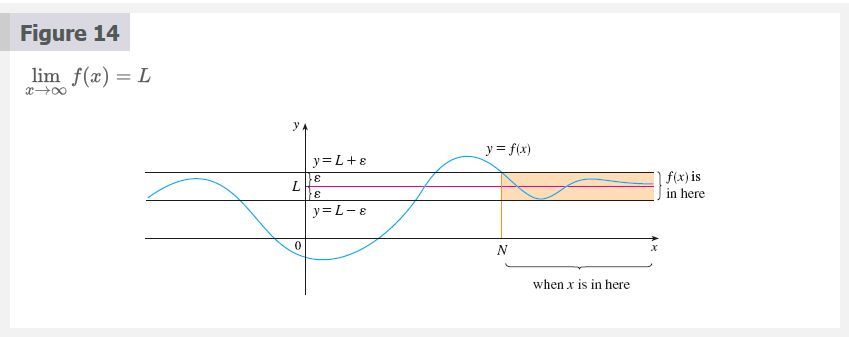 Figure 14
lim f(x) = L
x→∞
y
y = f(x)
y = L + ε
ε
L
ε
y = L − ε
f(x) is
in here
0
N
x
when x is in here